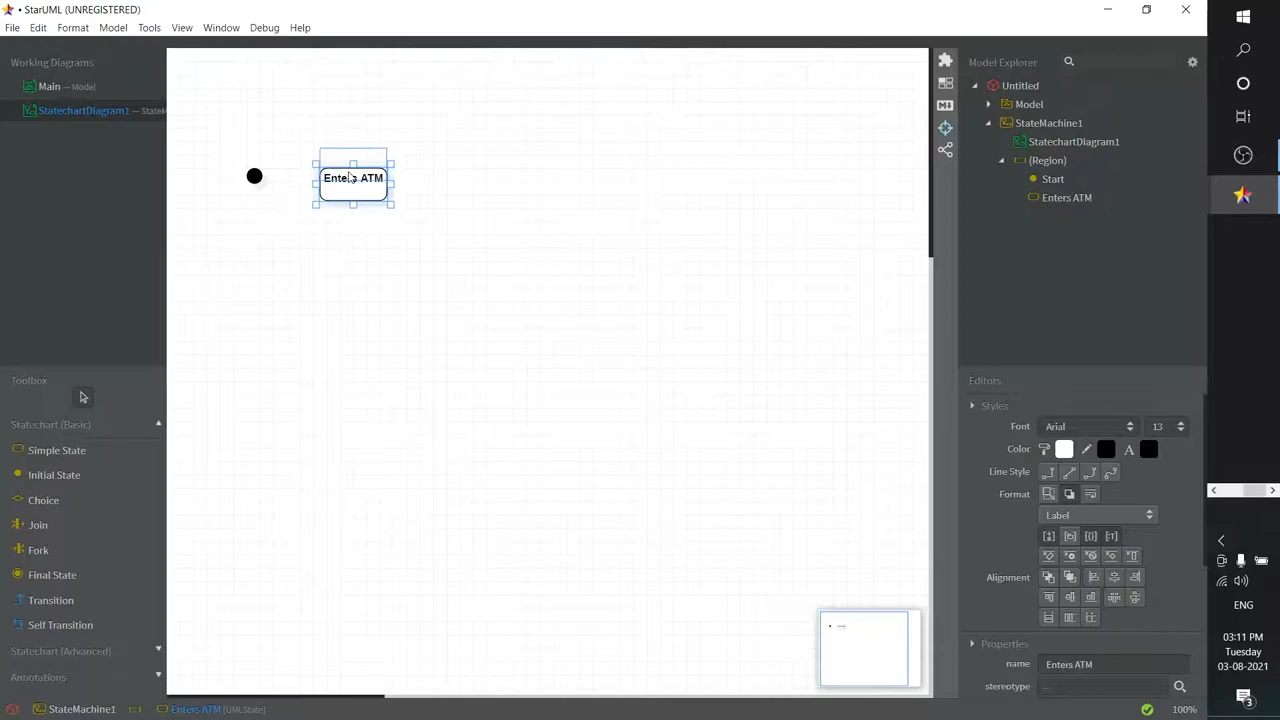 StarUML (UNREGISTERED)
File Edit Format Model Tools View Window Debug Help
Working Diagrams
Main — Model
StatechartDiagram1 — StateM
Enters ATM
Toolbox
Statechart (Basic)
Simple State
Initial State
Choice
Join
Fork
Final State
Transition
Self Transition
Statechart (Advanced)
Annotations
StateMachine1
Enters ATM [UMLState]
Model Explorer
Untitled
Model
StateMachine1
StatechartDiagram1
(Region)
Start
Enters ATM
Editors
Styles
Font Arial 13
Color A
Line Style
Format
Label
Alignment
Properties
name Enters ATM
stereotype —
100%
ENG
03:11 PM
Tuesday
03-08-2021
3